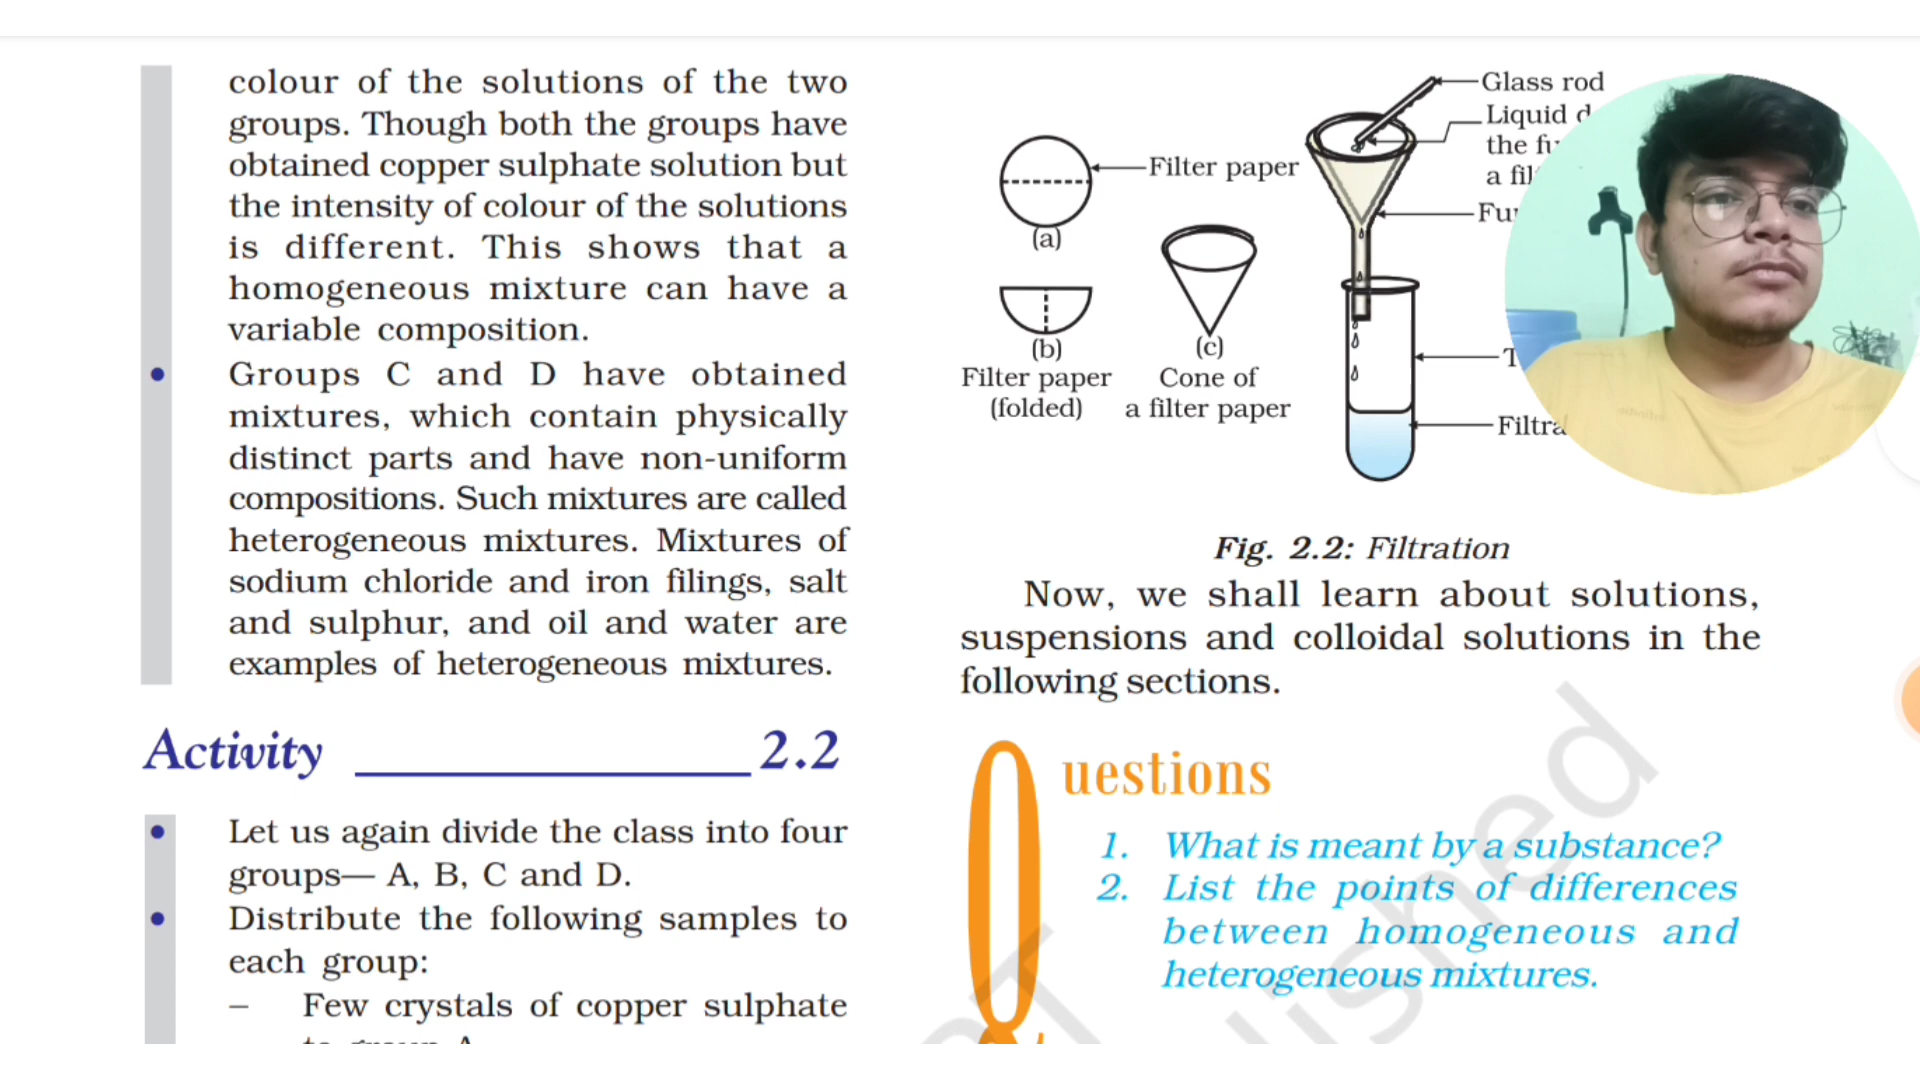 colour of the solutions of the two
groups. Though both the groups have
obtained copper sulphate solution but
the intensity of colour of the solutions
is different. This shows that a
homogeneous mixture can have a
variable composition.
• Groups C and D have obtained
mixtures, which contain physically
distinct parts and have non-uniform
compositions. Such mixtures are called
heterogeneous mixtures. Mixtures of
sodium chloride and iron filings, salt
and sulphur, and oil and water are
examples of heterogeneous mixtures.
Activity 2.2
• Let us again divide the class into four
groups— A, B, C and D.
• Distribute the following samples to
each group:
– Few crystals of copper sulphate
Glass rod
Liquid
the
a
Filter paper
(a)
(b)
Filter paper
(folded)
(c)
Cone of
a filter paper
Fig. 2.2: Filtration
Now, we shall learn about solutions,
suspensions and colloidal solutions in the
following sections.
Questions
1. What is meant by a substance?
2. List the points of differences
between homogeneous and
heterogeneous mixtures.